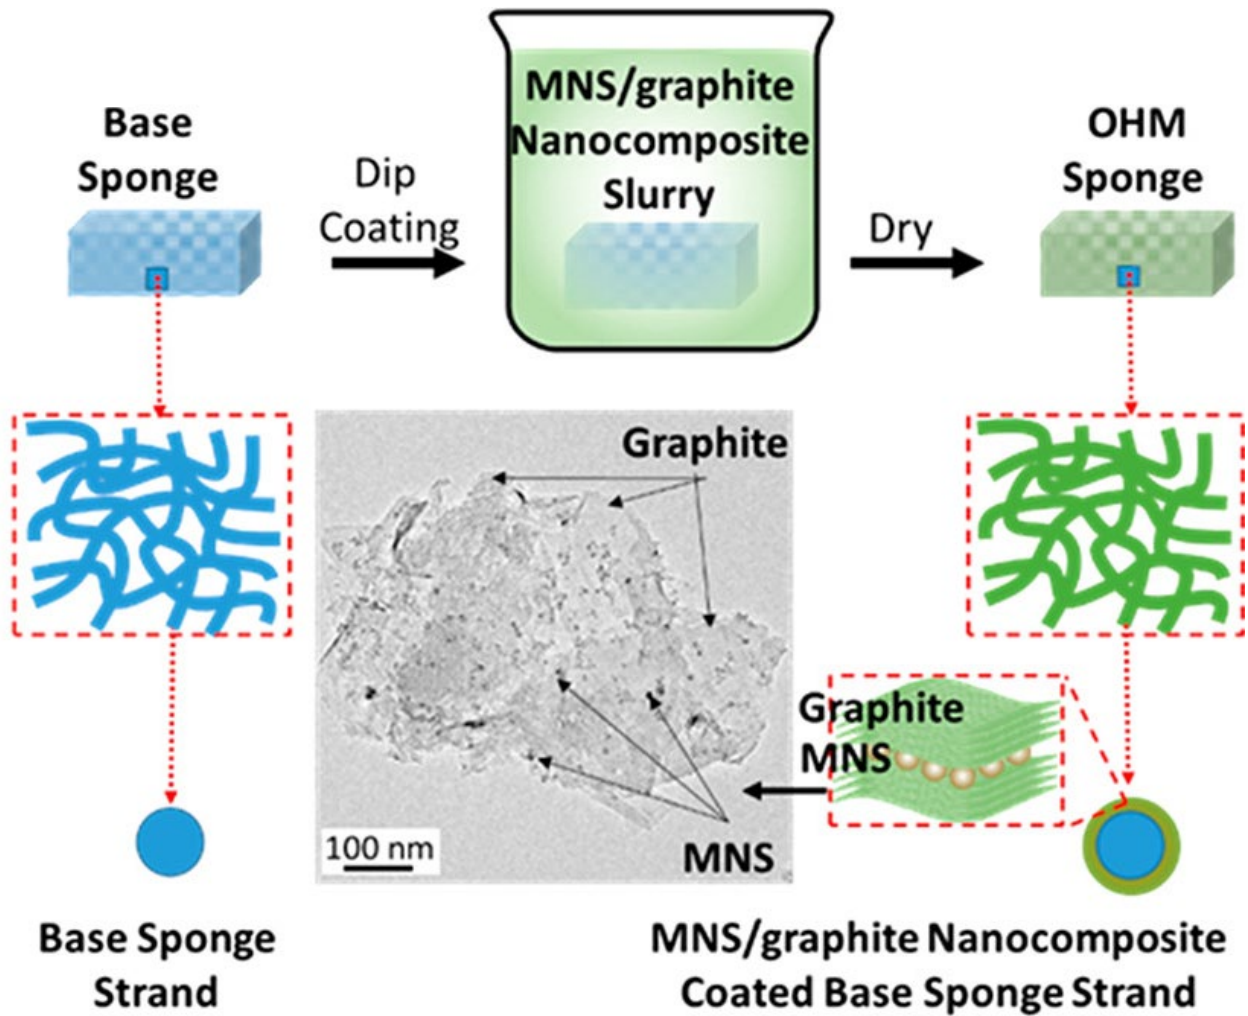 Base
Sponge
Dip
Coating
MNS/graphite
Nanocomposite
Slurry
Dry
OHM
Sponge
Graphite
Graphite
MNS
MNS
100 nm
Base Sponge
Strand
MNS/graphite Nanocomposite
Coated Base Sponge Strand